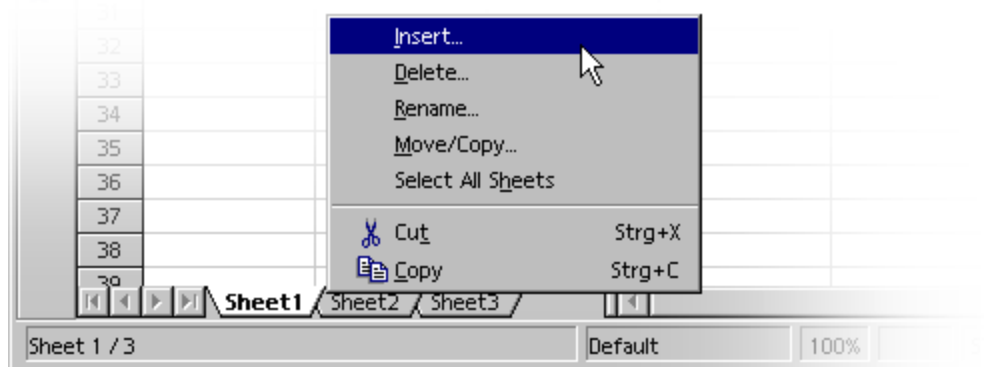 31
32
33
34
35
36
37
38
39
Insert...
Delete...
Rename...
Move/Copy...
Select All Sheets
Cut Strg+X
Copy Strg+C
Sheet1 Sheet2 Sheet3
Sheet 1 / 3 Default 100%